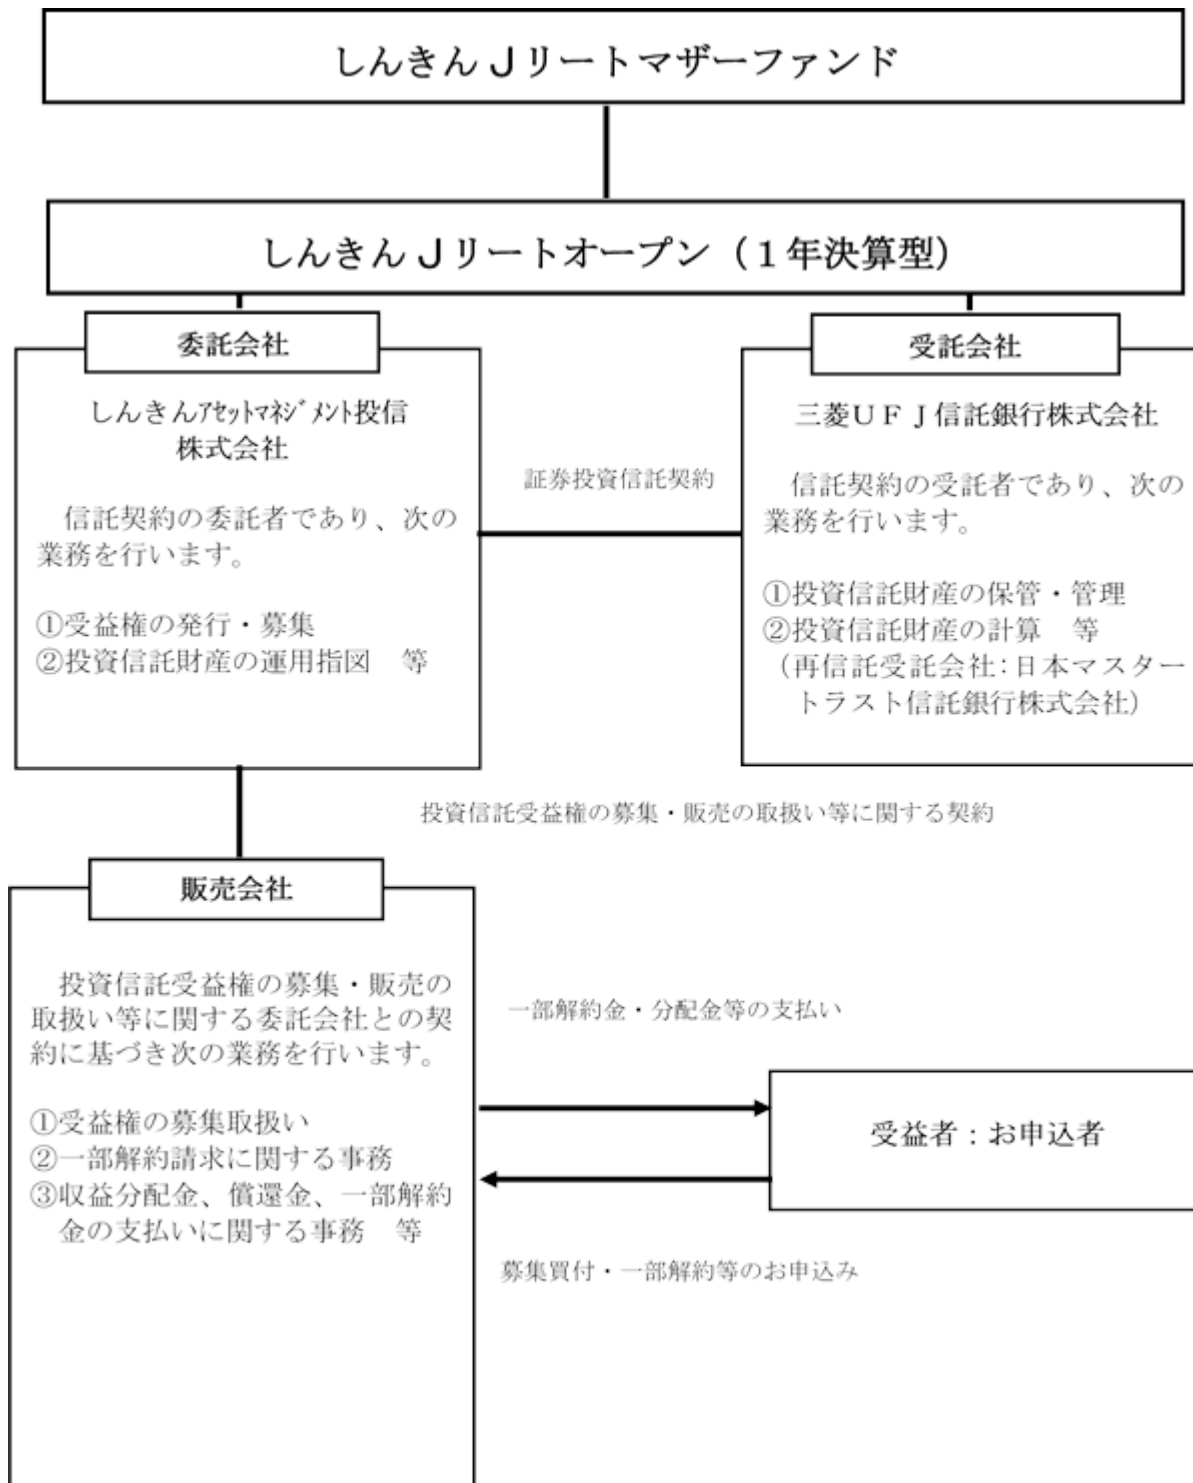 しんきんJリートマザーファンド
しんきんJリートオープン（１年決算型）
委託会社
しんきんｱｾｯﾄﾏﾈｼﾞﾒﾝﾄ投信
株式会社
信託契約の委託者であり、次の
業務を行います。
①受益権の発行・募集
②投資信託財産の運用指図　等
証券投資信託契約
受託会社
三菱ＵＦＪ信託銀行株式会社
信託契約の受託者であり、次の
業務を行います。
①投資信託財産の保管・管理
②投資信託財産の計算　等
（再信託受託会社：日本マスター
トラスト信託銀行株式会社）
投資信託受益権の募集・販売の取扱い等に関する契約
販売会社
投資信託受益権の募集・販売の
取扱い等に関する委託会社との契
約に基づき次の業務を行います。
①受益権の募集取扱い
②一部解約請求に関する事務
③収益分配金、償還金、一部解約
金の支払いに関する事務　等
一部解約金・分配金等の支払い
受益者：お申込者
募集買付・一部解約等のお申込み